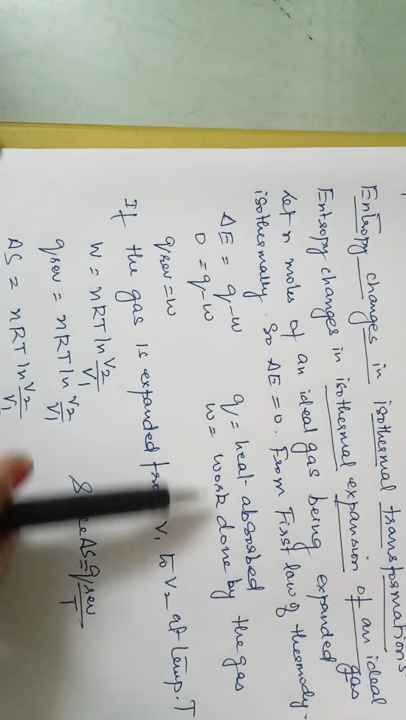 Entropy changes in isothermal transformations
Entropy changes in isothermal expansion of an ideal gas
Let n moles of an ideal gas being expanded
isothermally. So ΔE = 0. From First law of thermody-
ΔE = q-w q = heat absorbed
0 = q-w w = work done by the gas
qrev = w
If the gas is expanded V1 to V2 at temp. T
W = nRT ln V2/V1
qrev = nRT ln V2/V1
ΔS = qrev/T
ΔS = nR ln V2/V1